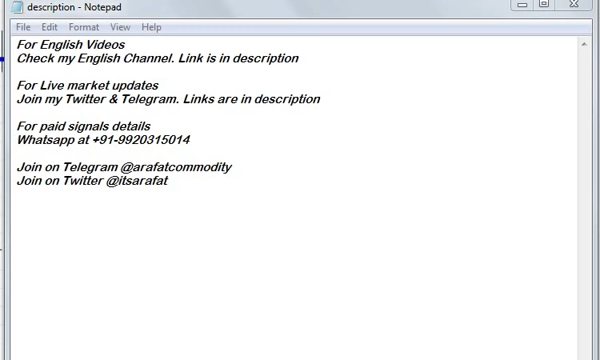 description - Notepad
File Edit Format View Help
For English Videos
Check my English Channel. Link is in description
For Live market updates
Join my Twitter & Telegram. Links are in description
For paid signals details
Whatsapp at +91-9920315014
Join on Telegram @arafatcommodity
Join on Twitter @itsarafat